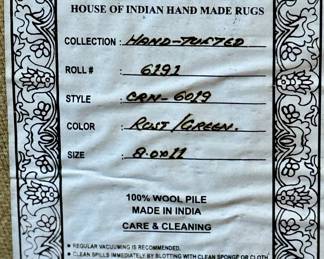 HOUSE OF INDIAN HAND MADE RUGS
COLLECTION : HAND-TUFTED
ROLL # : 6292
STYLE : CRN-6029
COLOR : ROST/GREEN.
SIZE : 8-0X11
100% WOOL PILE
MADE IN INDIA
CARE & CLEANING
• REGULAR VACUUMING IS RECOMMENDED.
• CLEAN SPILLS IMMEDIATELY BY BLOTTING WITH CLEAN SPONGE OR CLOTH